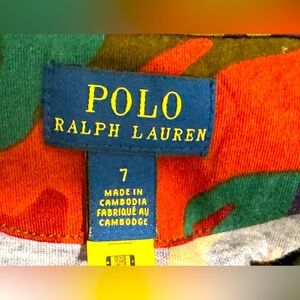 POLO
RALPH LAUREN
7
MADE IN
CAMBODIA
FABRIQUÉ AU
CAMBODGE